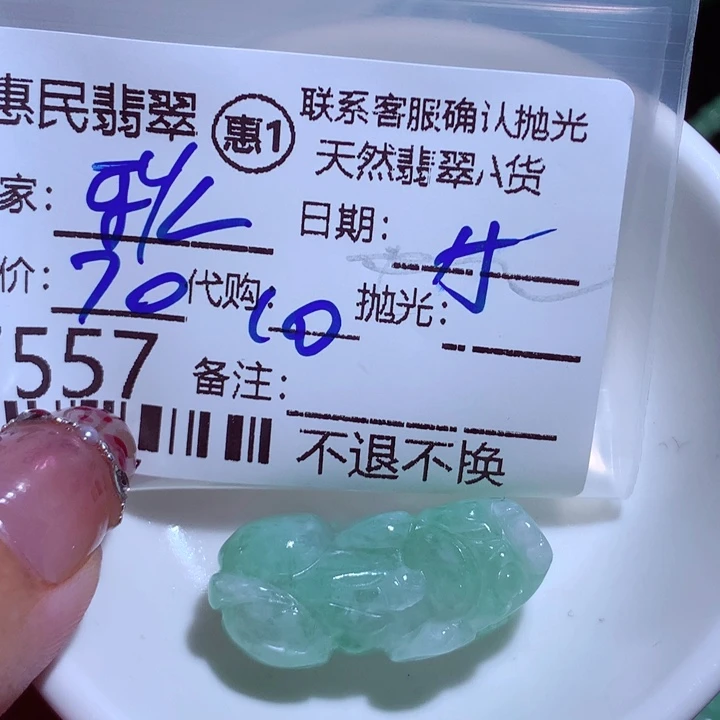 惠民翡翠 惠1 联系客服确认抛光
天然翡翠A货
家: 日期:
价: 70 代购: 10 抛光:
557 备注:
不退不换